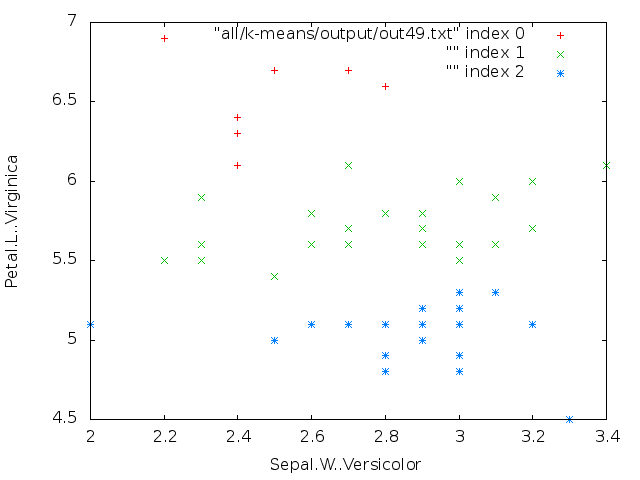 "all/k-means/output/out49.txt" index 0
"" index 1
"" index 2
7
6.5
6
5.5
5
4.5
2
2.2
2.4
2.6
2.8
3
3.2
3.4
Petal.L..Virginica
Sepal.W..Versicolor